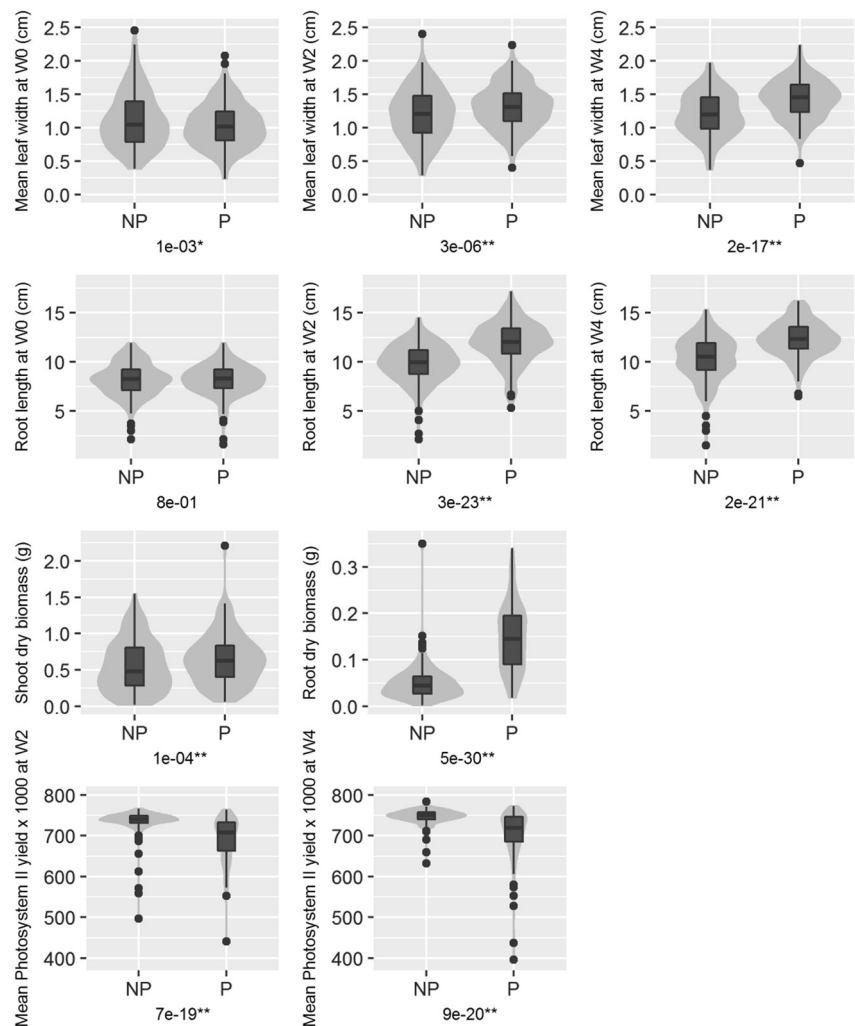 Mean leaf width at W0 (cm)
2.5
2.0
1.5
1.0
0.5
0.0
NP P
1e-03*
Mean leaf width at W2 (cm)
2.5
2.0
1.5
1.0
0.5
0.0
NP P
3e-06**
Mean leaf width at W4 (cm)
2.5
2.0
1.5
1.0
0.5
0.0
NP P
2e-17**
Root length at W0 (cm)
15
10
5
NP P
8e-01
Root length at W2 (cm)
15
10
5
NP P
3e-23**
Root length at W4 (cm)
15
10
5
NP P
2e-21**
Shoot dry biomass (g)
2.0
1.5
1.0
0.5
0.0
NP P
1e-04**
Root dry biomass (g)
0.3
0.2
0.1
0.0
NP P
5e-30**
Mean Photosystem II yield x 1000 at W2
800
700
600
500
400
NP P
7e-19**
Mean Photosystem II yield x 1000 at W4
800
700
600
500
400
NP P
9e-20**